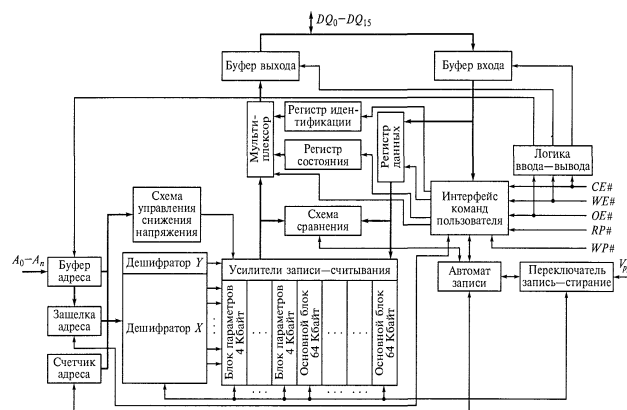 DQ0–DQ15
Буфер выхода
Буфер входа
Мульти-
плексор
Регистр иден-
тификации
Регистр
состояния
Регистр
данных
Логика
ввода—вывода
Интерфейс
команд
пользователя
CE#
WE#
OE#
RP#
WP#
Схема
управления
снижения
напряжения
Схема
сравнения
A0–An
Буфер
адреса
Дешифратор Y
Усилители записи—считывания
Автомат
записи
Переключатель
запись—стирание
Vp
Защелка
адреса
Дешифратор X
Счетчик
адреса
Блок параметров
4 Кбайт
...
Блок параметров
4 Кбайт
Основной блок
64 Кбайт
...
Основной блок
64 Кбайт
...
...